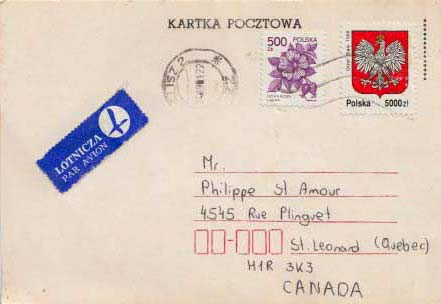 KARTKA POCZTOWA
500 zł POLSKA
Polska 5000 zł
LOTNICZA
PAR AVION
Mr.
Philippe St Amour
4545 Rue Plinguet
St. Leonard (Quebec)
H1R 3K3
CANADA